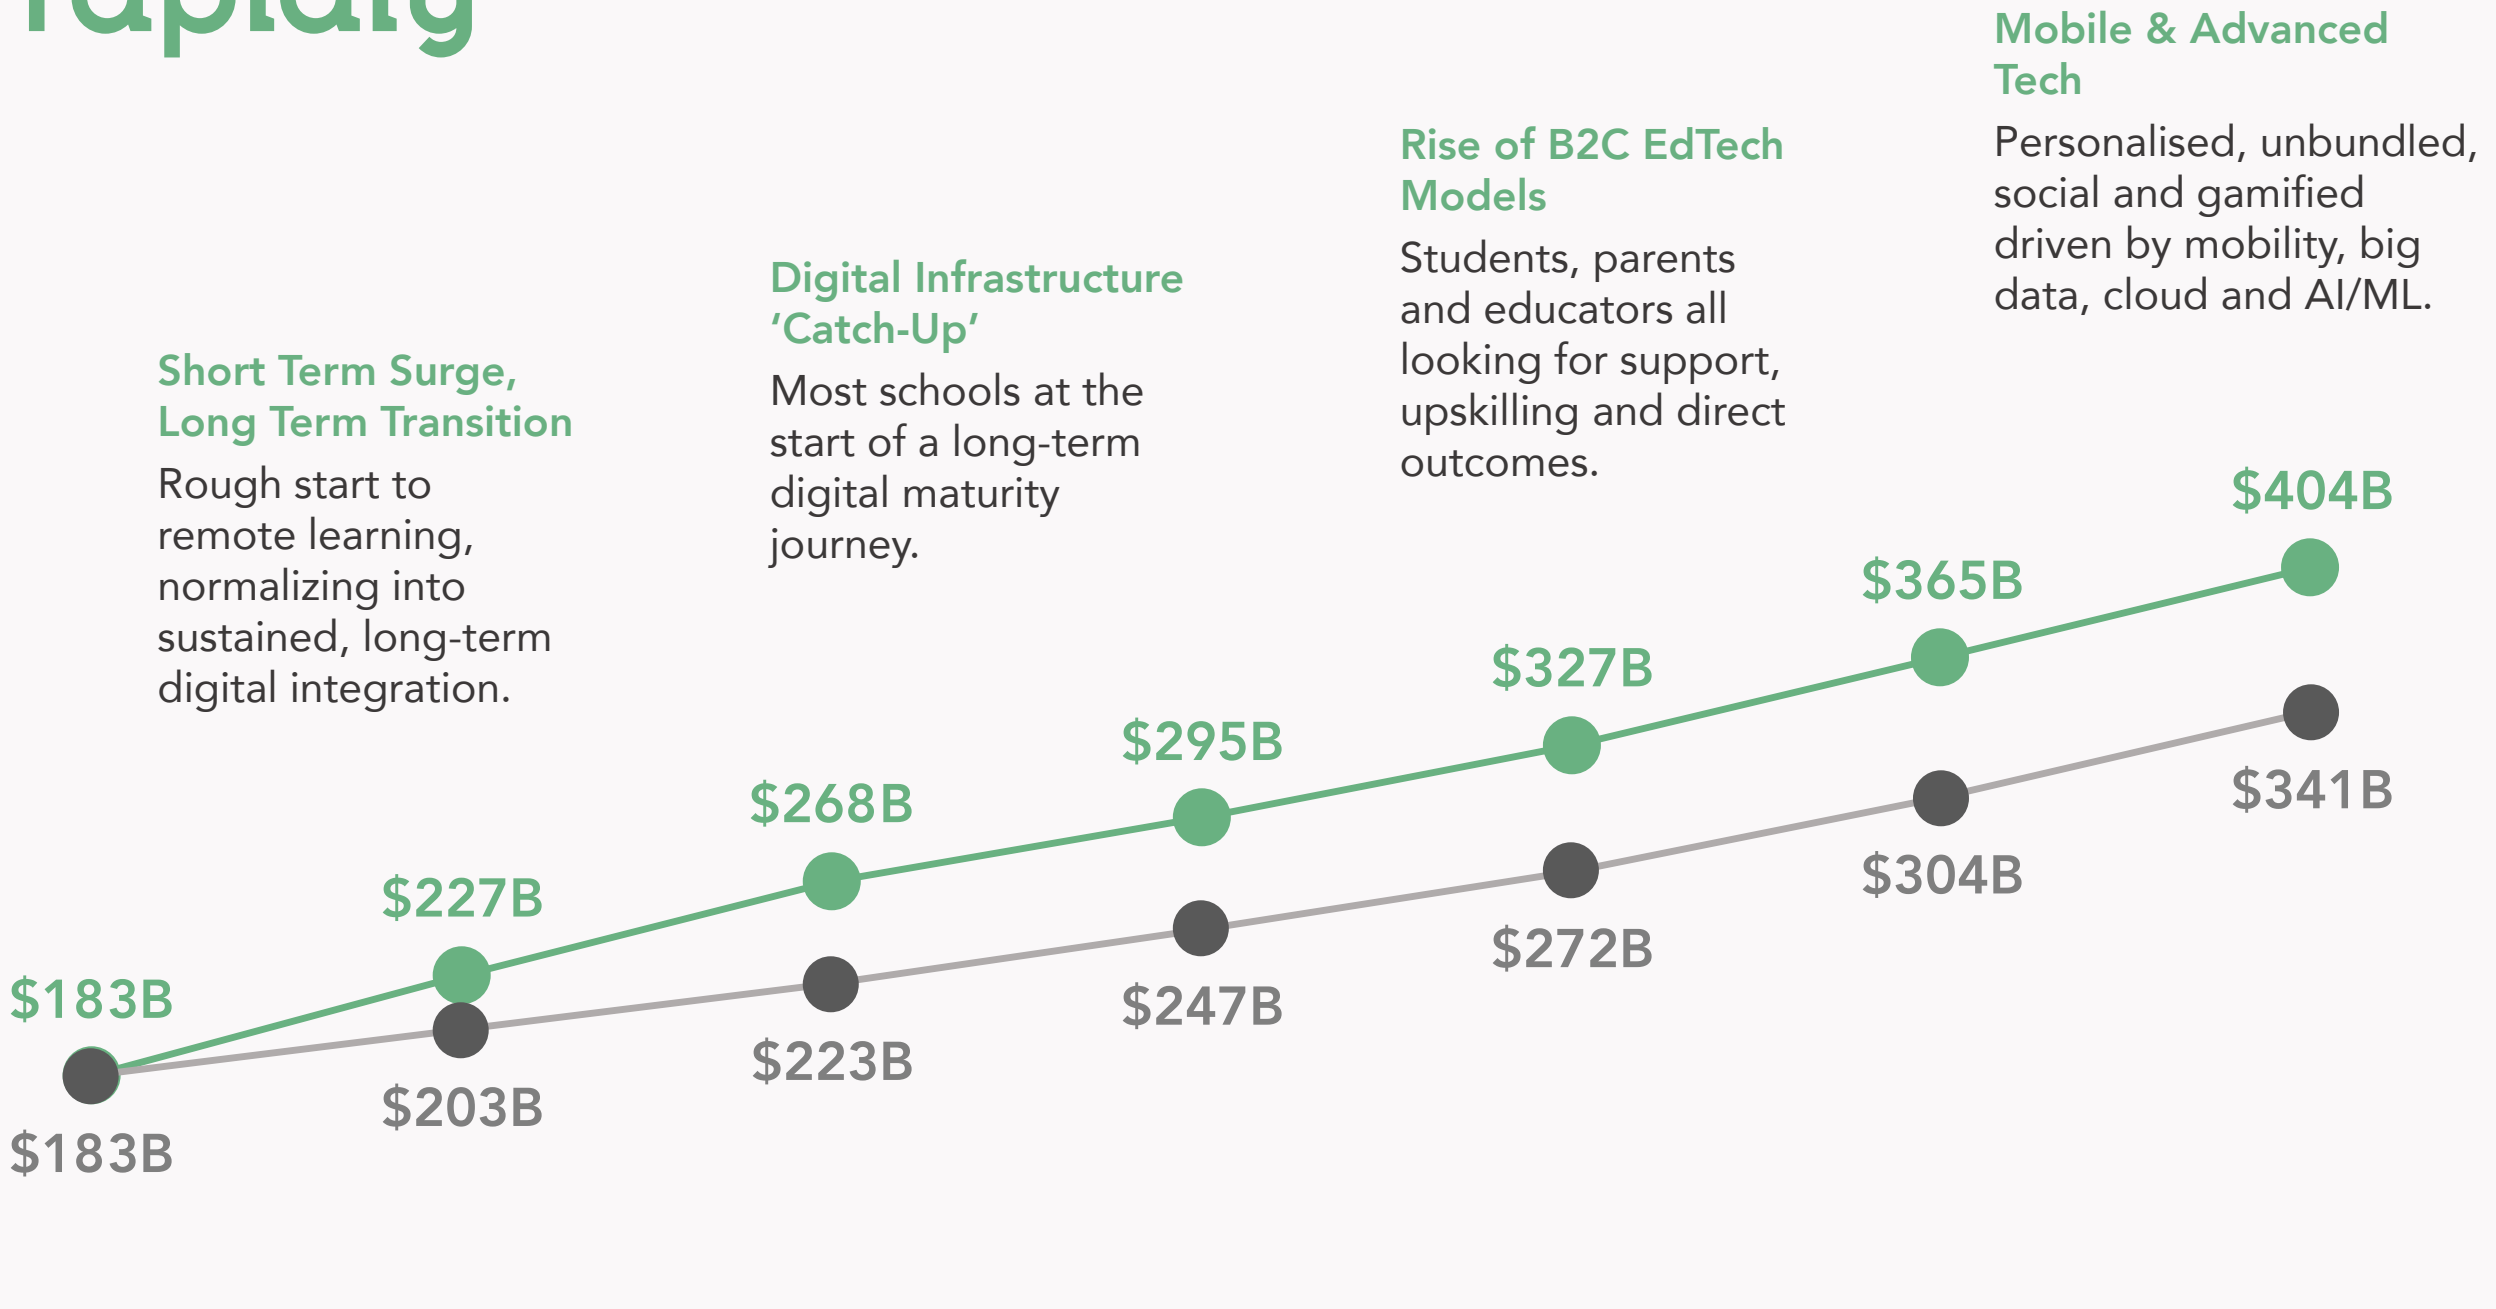 rapidly
Mobile & Advanced
Tech
Personalised, unbundled,
social and gamified
driven by mobility, big
data, cloud and AI/ML.
Rise of B2C EdTech
Models
Students, parents
and educators all
looking for support,
upskilling and direct
outcomes.
Digital Infrastructure
‘Catch-Up’
Most schools at the
start of a long-term
digital maturity
journey.
Short Term Surge,
Long Term Transition
Rough start to
remote learning,
normalizing into
sustained, long-term
digital integration.
$183B
$227B
$268B
$295B
$327B
$365B
$404B
$183B
$203B
$223B
$247B
$272B
$304B
$341B